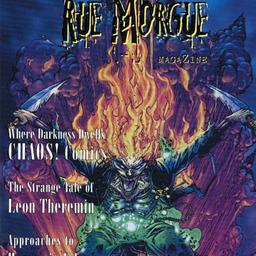 RUE MORGUE
MAGAZINE
Where Darkness Dwells
CHAOS! Comics
The Strange Tale of
Leon Theremin
Approaches to